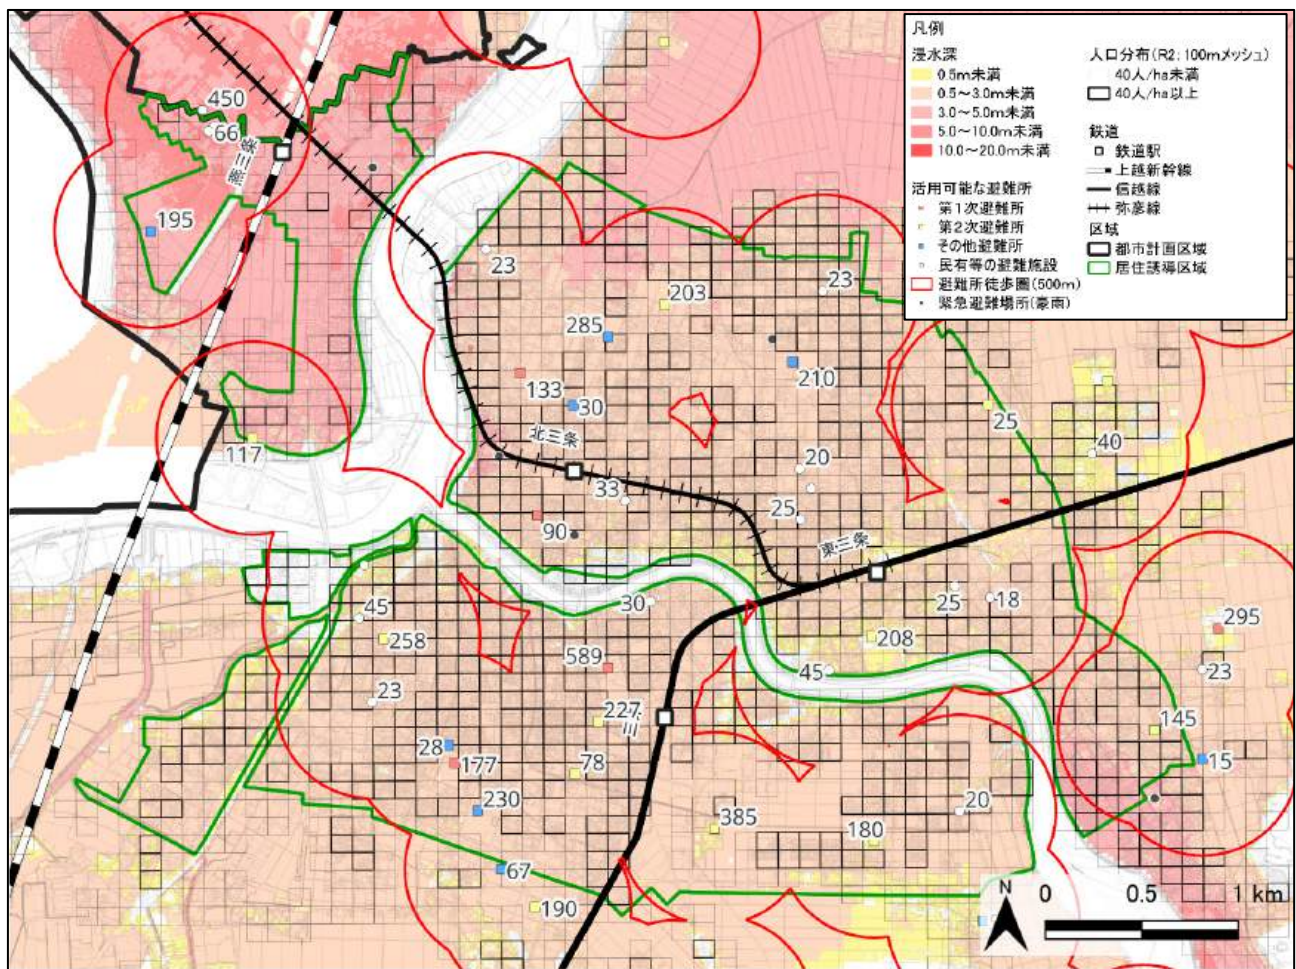 凡例
浸水深
0.5m未満
0.5～3.0m未満
3.0～5.0m未満
5.0～10.0m未満
10.0～20.0m未満
活用可能な避難所
第1次避難所
第2次避難所
その他避難所
民有等の避難施設
避難所徒歩圏(500m)
緊急避難場所(豪雨)
人口分布(R2:100mメッシュ)
40人/ha未満
40人/ha以上
鉄道
鉄道駅
上越新幹線
信越線
弥彦線
区域
都市計画区域
居住誘導区域
450
66
燕三条
195
23
203
23
285
210
133
30
25
北三条
40
117
20
33
25
90
東三条
30
25
18
45
258
208
295
589
45
23
23
227
145
28
177
78
15
230
20
385
180
67
190
N
0
0.5
1 km